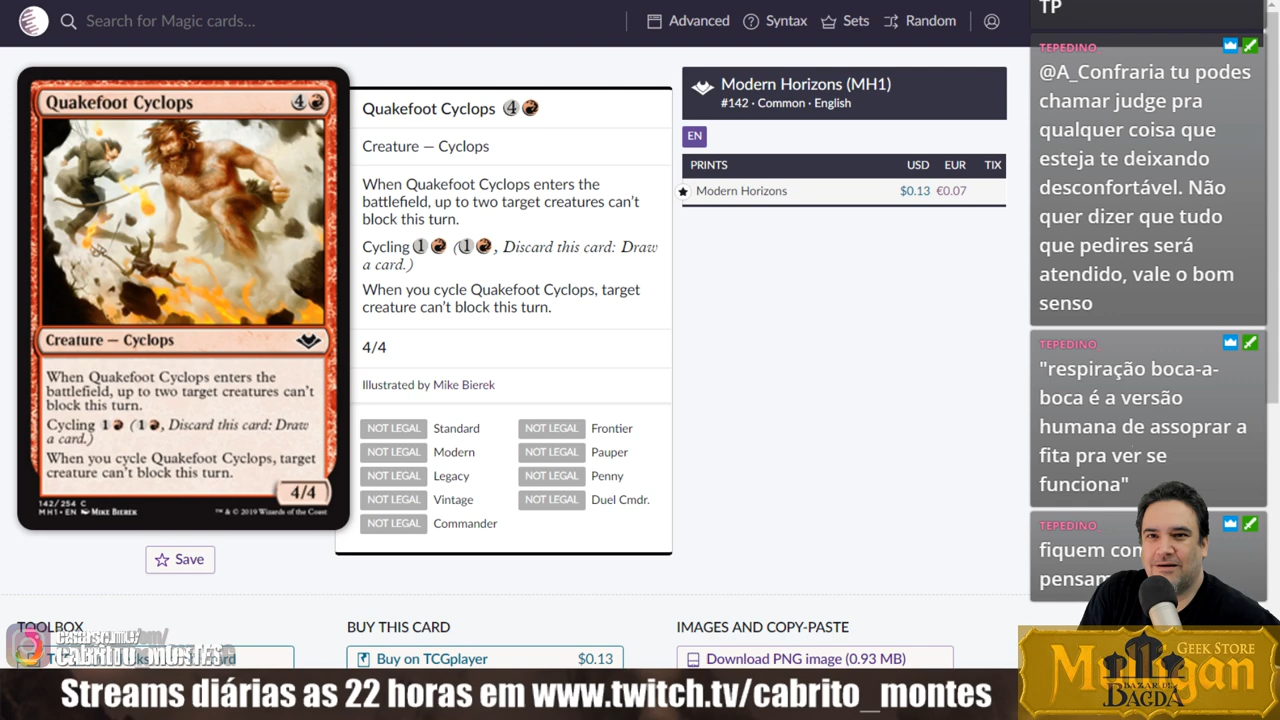 Search for Magic cards...
Advanced
Syntax
Sets
Random
Quakefoot Cyclops 4
Creature — Cyclops
When Quakefoot Cyclops enters the
battlefield, up to two target creatures can't
block this turn.
Cycling 1 (1, Discard this card: Draw
a card.)
When you cycle Quakefoot Cyclops, target
creature can't block this turn.
4/4
142/254 C
MH1 • EN Mike Bierek
™ & © 2019 Wizards of the Coast
Save
Quakefoot Cyclops 4
Creature — Cyclops
When Quakefoot Cyclops enters the
battlefield, up to two target creatures can't
block this turn.
Cycling 1 (1, Discard this card: Draw
a card.)
When you cycle Quakefoot Cyclops, target
creature can't block this turn.
4/4
Illustrated by Mike Bierek
NOT LEGAL Standard NOT LEGAL Frontier
NOT LEGAL Modern NOT LEGAL Pauper
NOT LEGAL Legacy NOT LEGAL Penny
NOT LEGAL Vintage NOT LEGAL Duel Cmdr.
NOT LEGAL Commander
Modern Horizons (MH1)
#142 · Common · English
EN
PRINTS USD EUR TIX
Modern Horizons $0.13 €0.07
TP
TEPEDINO
@A_Confraria tu podes
chamar judge pra
qualquer coisa que
esteja te deixando
desconfortável. Não
quer dizer que tudo
que pedires será
atendido, vale o bom
senso
TEPEDINO
"respiração boca-a-
boca é a versão
humana de assoprar a
fita pra ver se
funciona"
TEPEDINO
fiquem com
TOOLBOX
BUY THIS CARD
Buy on TCGplayer $0.13
IMAGES AND COPY-PASTE
Download PNG image (0.93 MB)
Mulligan
GEEK STORE
BAZAR DE
BAGDÁ
Streams diárias as 22 horas em www.twitch.tv/cabrito_montes